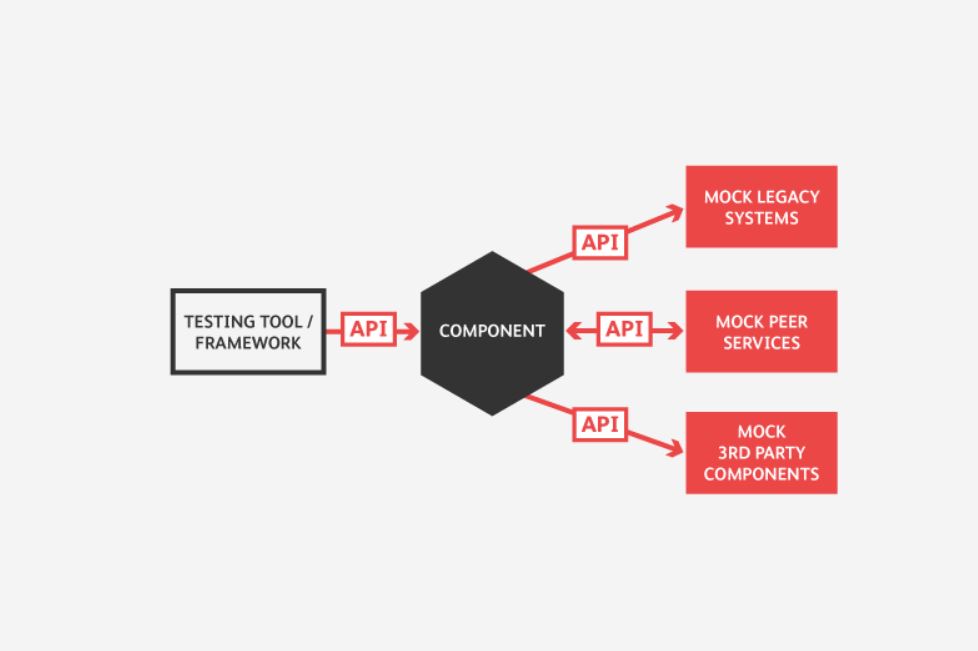 MOCK LEGACY
SYSTEMS
API
TESTING TOOL /
FRAMEWORK
API
COMPONENT
API
MOCK PEER
SERVICES
API
MOCK
3RD PARTY
COMPONENTS